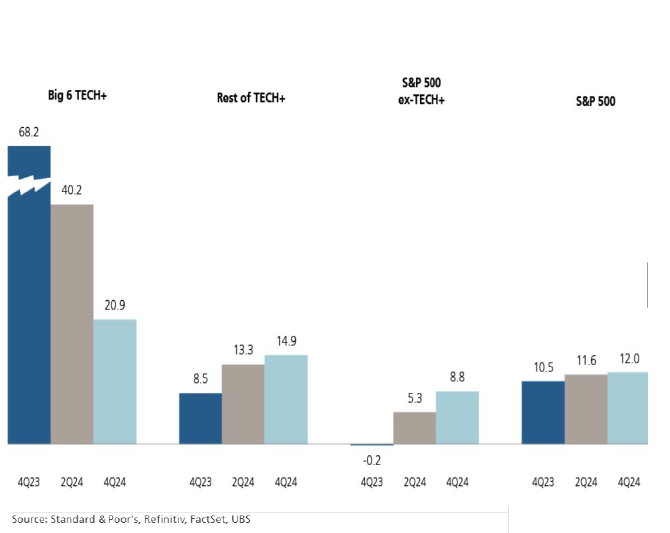 Big 6 TECH+
Rest of TECH+
S&P 500
ex-TECH+
S&P 500
68.2
40.2
20.9
8.5
13.3
14.9
-0.2
5.3
8.8
10.5
11.6
12.0
4Q23 2Q24 4Q24 4Q23 2Q24 4Q24 4Q23 2Q24 4Q24 4Q23 2Q24 4Q24
Source: Standard & Poor's, Refinitiv, FactSet, UBS